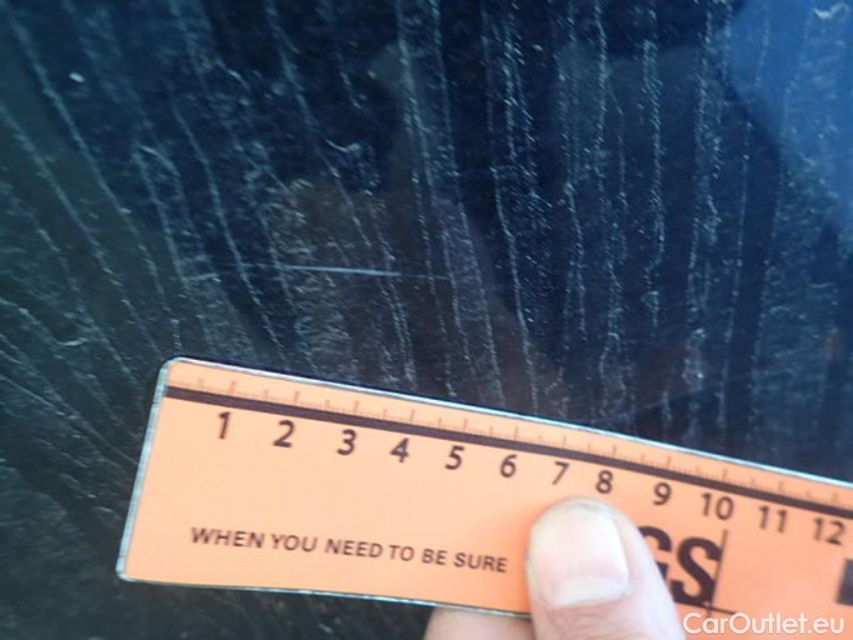 1 2 3 4 5 6 7 8 9 10 11 12
WHEN YOU NEED TO BE SURE
GS
CarOutlet.eu